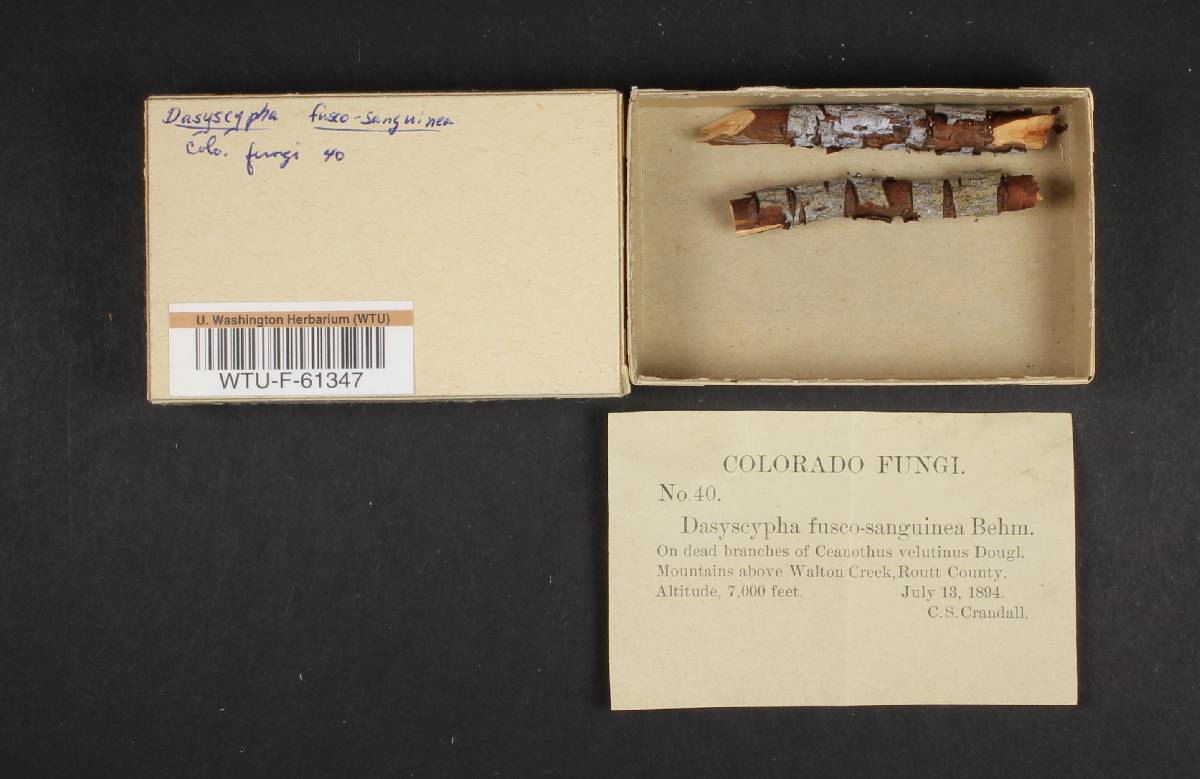 Dasyscypha fusco-sanguinea
Colo. fungi 40
U. Washington Herbarium (WTU)
WTU-F-61347
COLORADO FUNGI.
No. 40.
Dasyscypha fusco-sanguinea Behm.
On dead branches of Ceanothus velutinus Dougl.
Mountains above Walton Creek, Routt County.
Altitude, 7,000 feet. July 13, 1894.
C. S. Crandall.